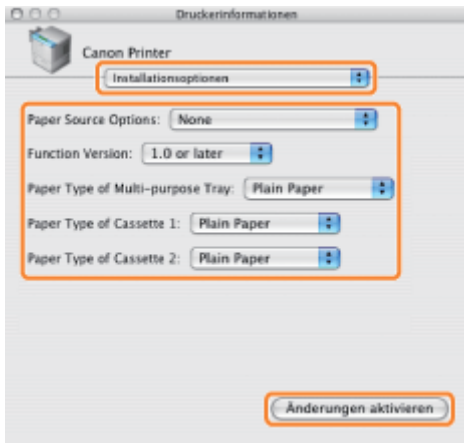 Druckerinformationen
Canon Printer
Installationsoptionen
Paper Source Options: None
Function Version: 1.0 or later
Paper Type of Multi-purpose Tray: Plain Paper
Paper Type of Cassette 1: Plain Paper
Paper Type of Cassette 2: Plain Paper
Änderungen aktivieren